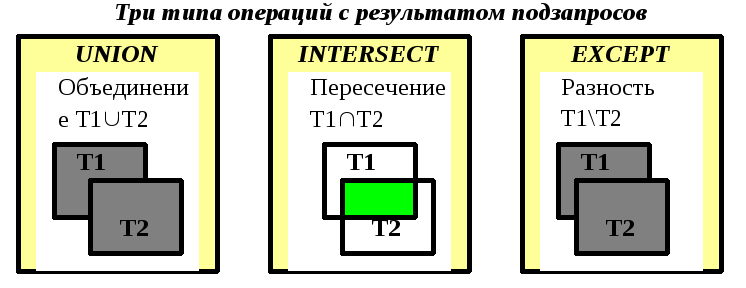 Три типа операций с результатом подзапросов
UNION
Объединени
е T1∪T2
T1
T2
INTERSECT
Пересечение
T1∩T2
T1
T2
EXCEPT
Разность
T1\T2
T1
T2